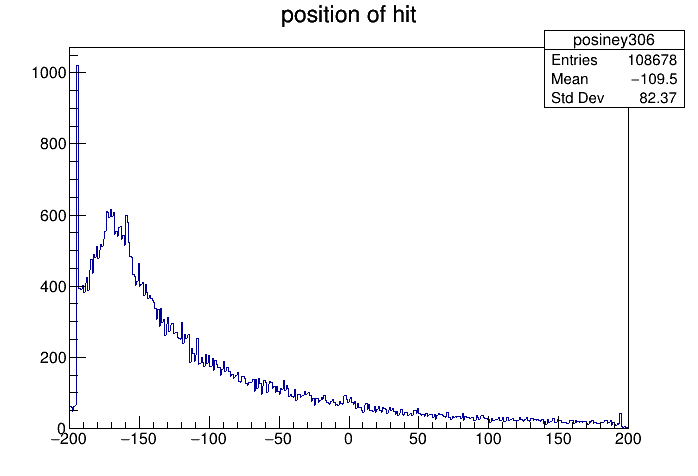 position of hit
posiney306
Entries 108678
Mean −109.5
Std Dev 82.37
1000
800
600
400
200
0
−200 −150 −100 −50 0 50 100 150 200